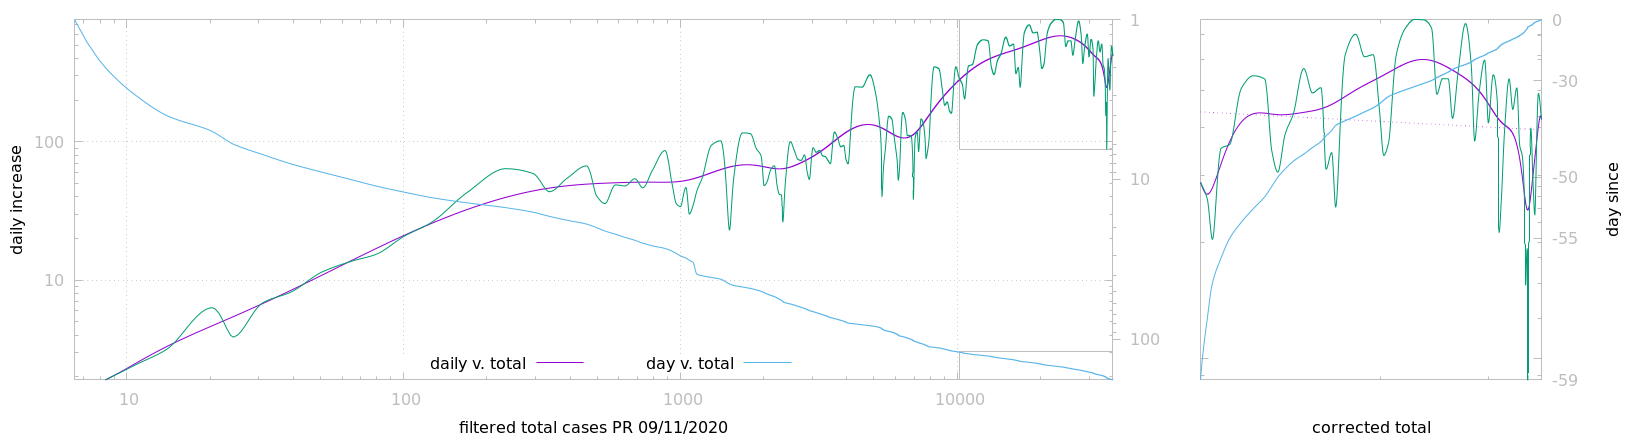 1
0
-30
100
daily increase
10
-50
day since
-55
10
100
daily v. total
day v. total
-59
10
100
1000
10000
filtered total cases PR 09/11/2020
corrected total